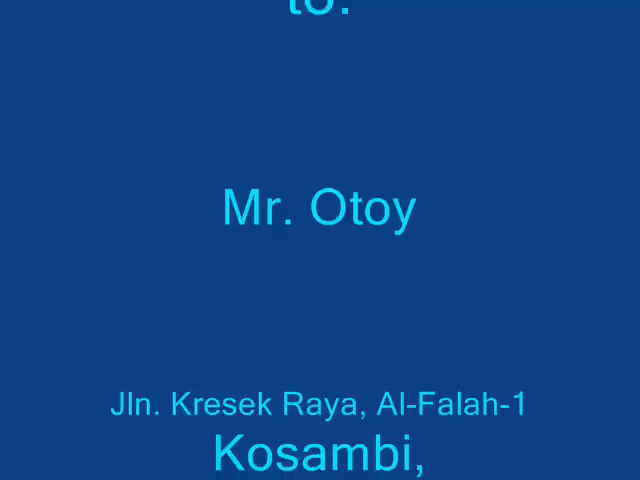 to:
Mr. Otoy
Jln. Kresek Raya, Al-Falah-1
Kosambi,